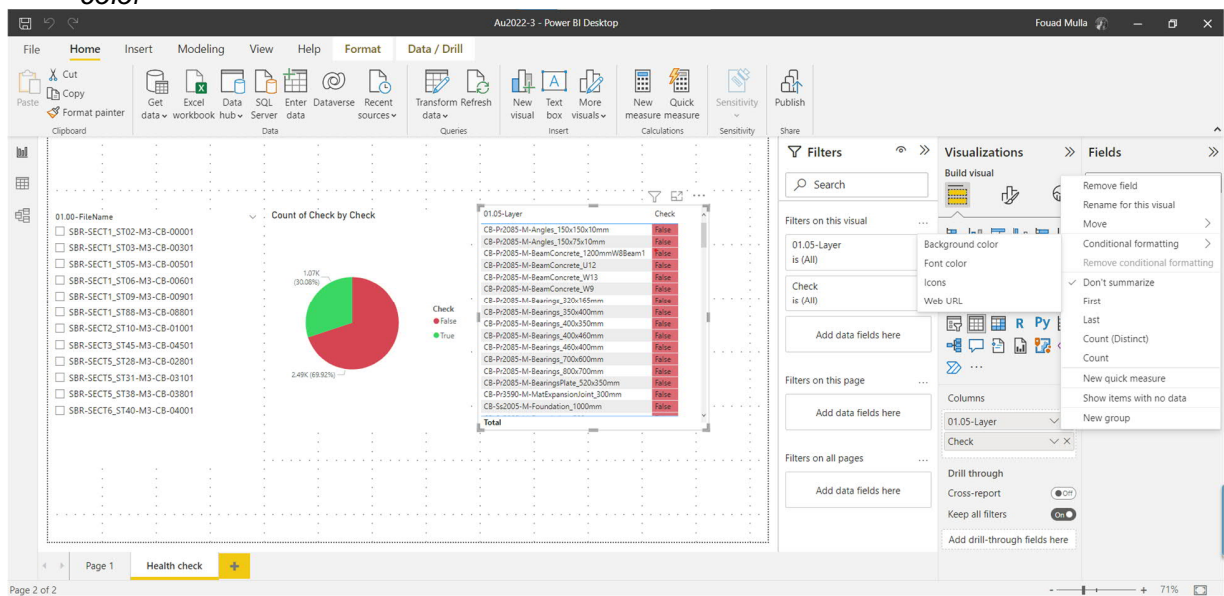 color
Au2022-3 - Power BI Desktop
Fouad Mulla
File Home Insert Modeling View Help Format Data / Drill
Paste
Cut
Copy
Format painter
Get data
Excel workbook
Data hub
SQL Server
Enter data
Dataverse
Recent sources
Transform data
Refresh
New visual
Text box
More visuals
New measure
Quick measure
Sensitivity
Publish
Clipboard
Data
Queries
Insert
Calculations
Sensitivity
Share
01.00-FileName
SBR-SECT1_ST02-M3-CB-00001
SBR-SECT1_ST03-M3-CB-00301
SBR-SECT1_ST05-M3-CB-00501
SBR-SECT1_ST06-M3-CB-00601
SBR-SECT1_ST09-M3-CB-00901
SBR-SECT1_ST88-M3-CB-08801
SBR-SECT2_ST10-M3-CB-01001
SBR-SECT3_ST45-M3-CB-04501
SBR-SECT5_ST28-M3-CB-02801
SBR-SECT5_ST31-M3-CB-03101
SBR-SECT5_ST38-M3-CB-03801
SBR-SECT6_ST40-M3-CB-04001
Count of Check by Check
1.07K
(30.08%)
2.49K (69.92%)
Check
False
True
01.05-Layer Check
CB-Pr2085-M-Angles_150x150x10mm False
CB-Pr2085-M-Angles_150x75x10mm False
CB-Pr2085-M-BeamConcrete_1200mmW8Beam1 False
CB-Pr2085-M-BeamConcrete_U12 False
CB-Pr2085-M-BeamConcrete_W13 False
CB-Pr2085-M-BeamConcrete_W9 False
CB-Pr2085-M-Bearings_320x165mm False
CB-Pr2085-M-Bearings_350x400mm False
CB-Pr2085-M-Bearings_400x350mm False
CB-Pr2085-M-Bearings_400x460mm False
CB-Pr2085-M-Bearings_460x400mm False
CB-Pr2085-M-Bearings_700x600mm False
CB-Pr2085-M-Bearings_800x700mm False
CB-Pr2085-M-BearingsPlate_520x350mm False
CB-Pr3590-M-MatExpansionJoint_300mm False
CB-Ss2005-M-Foundation_1000mm False
Total
Filters
Search
Filters on this visual
01.05-Layer
is (All)
Check
is (All)
Add data fields here
Filters on this page
Add data fields here
Filters on all pages
Add data fields here
Visualizations
Build visual
R Py
Columns
01.05-Layer
Check
Drill through
Cross-report Off
Keep all filters On
Add drill-through fields here
Fields
Background color
Font color
Icons
Web URL
Remove field
Rename for this visual
Move
Conditional formatting
Remove conditional formatting
Don't summarize
First
Last
Count (Distinct)
Count
New quick measure
Show items with no data
New group
Page 1 Health check
Page 2 of 2
71%